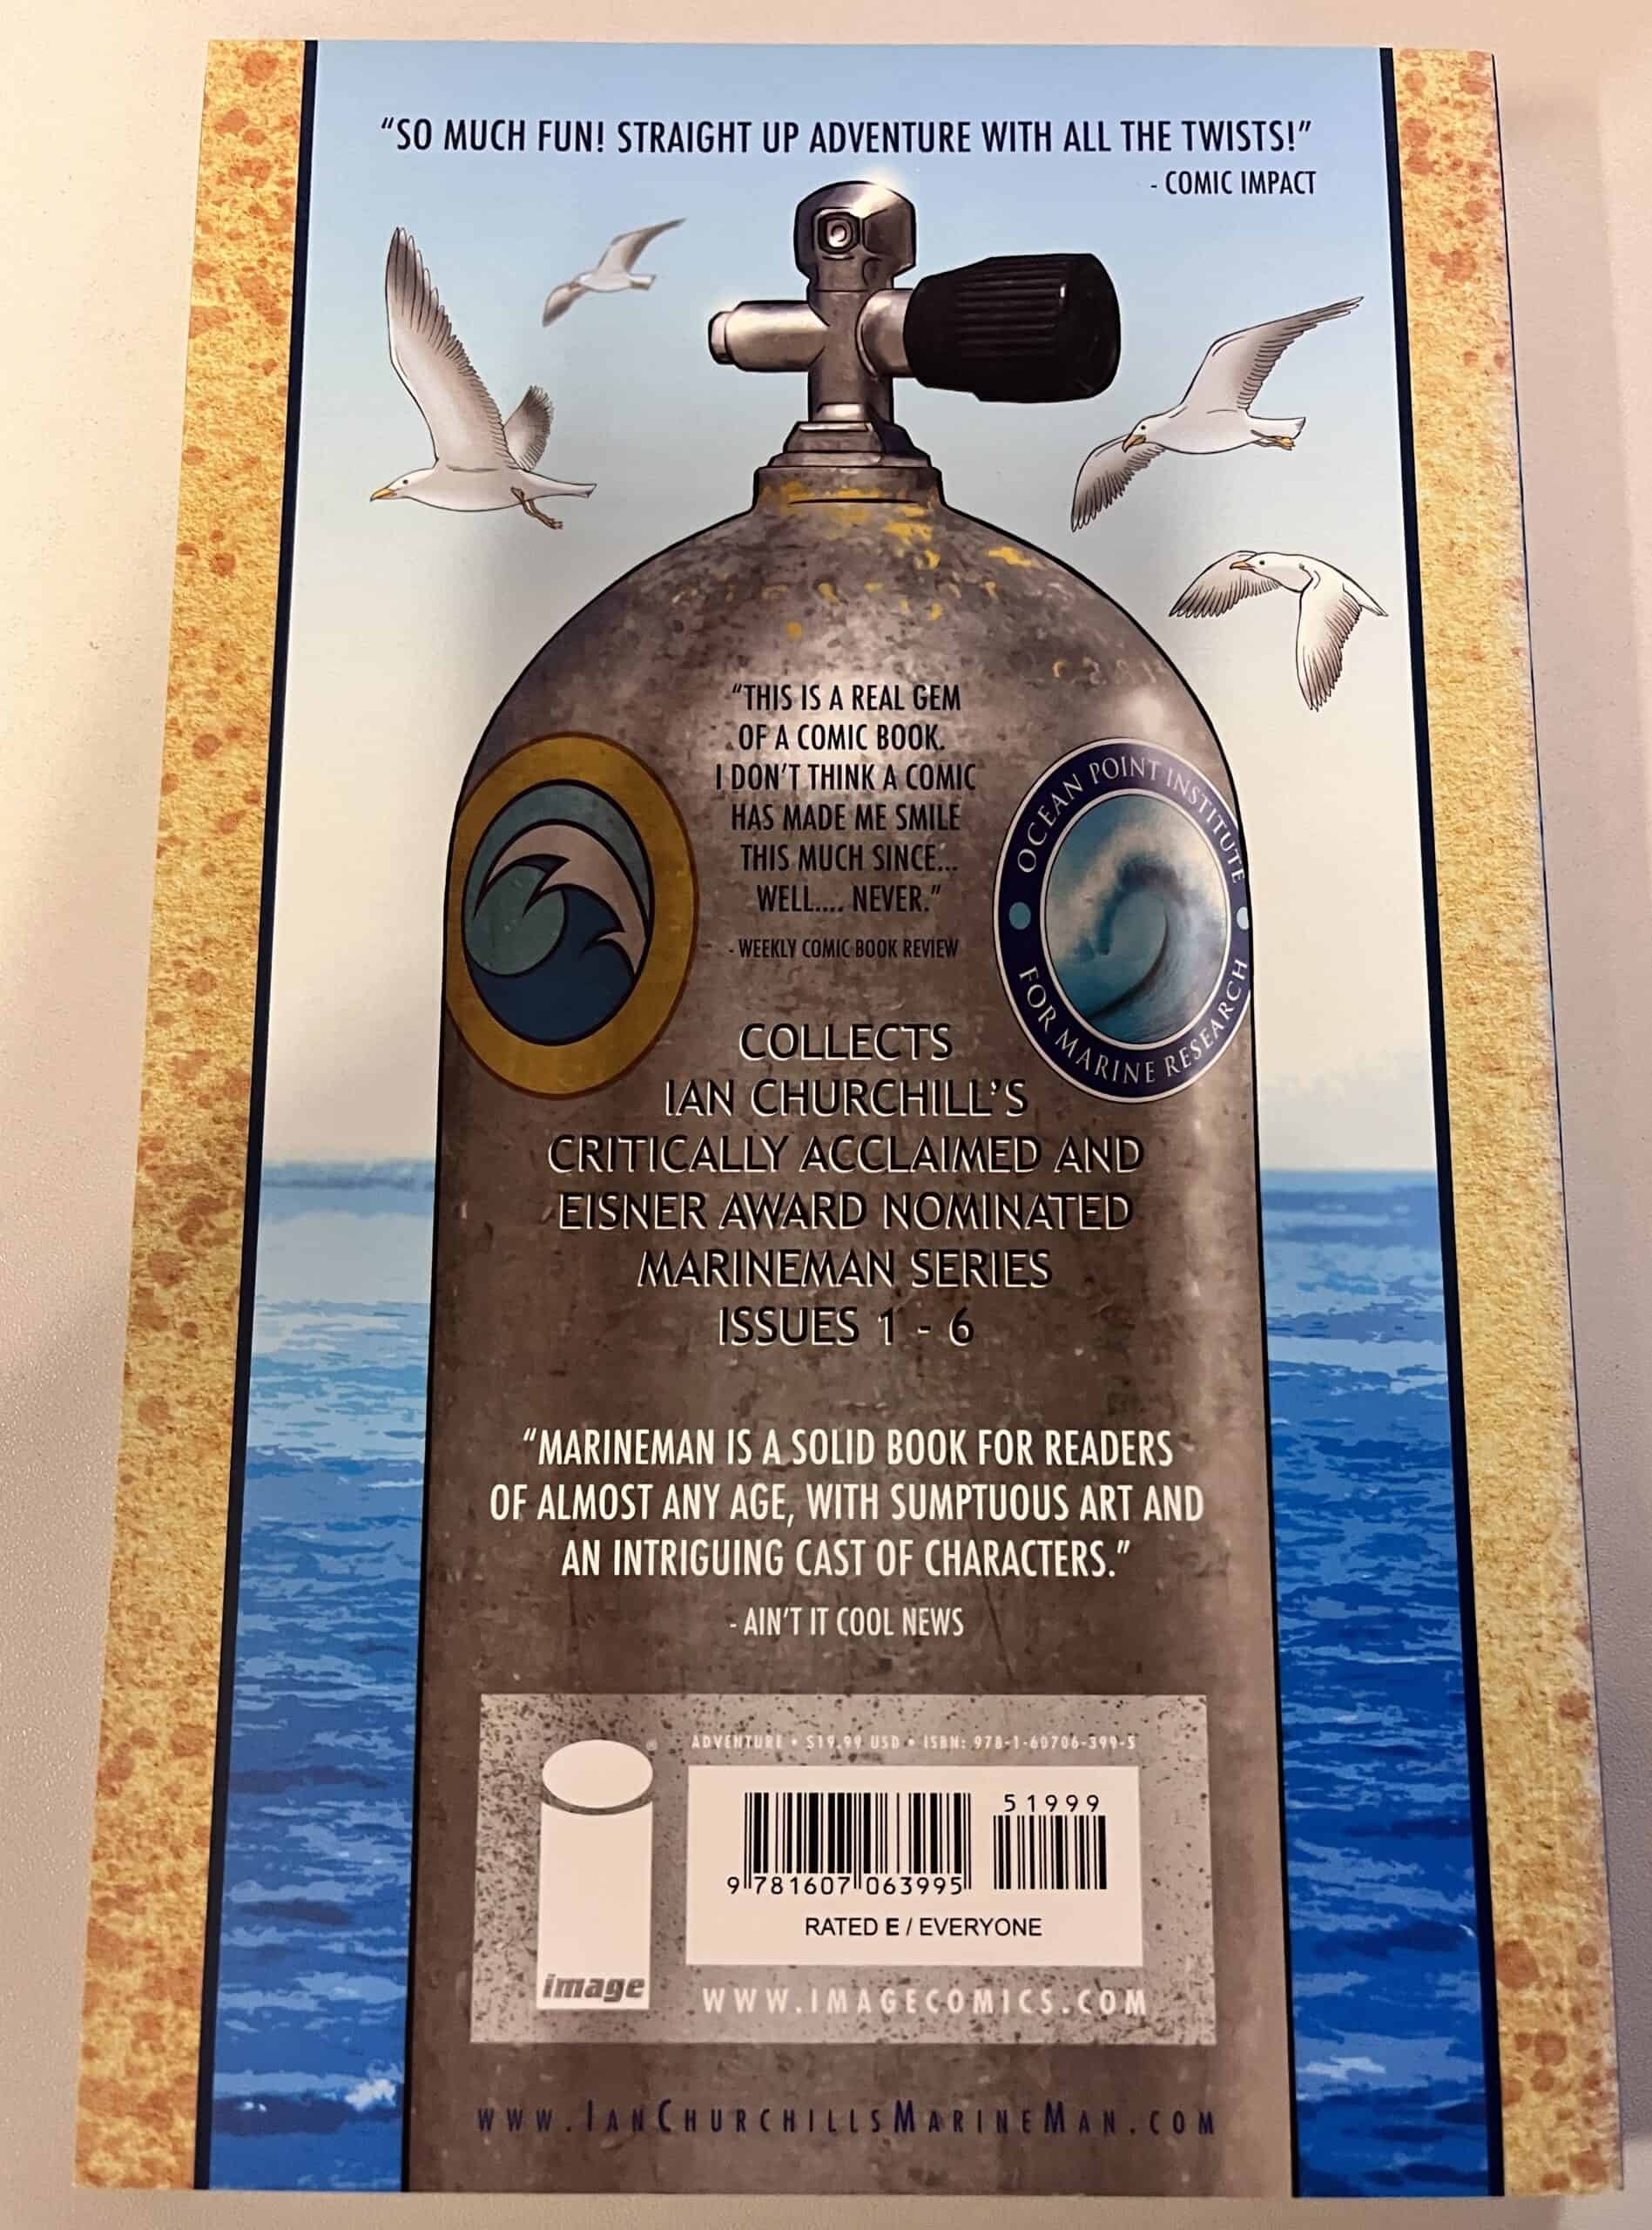 “SO MUCH FUN! STRAIGHT UP ADVENTURE WITH ALL THE TWISTS!”
- COMIC IMPACT
“THIS IS A REAL GEM
OF A COMIC BOOK.
I DON’T THINK A COMIC
HAS MADE ME SMILE
THIS MUCH SINCE...
WELL.... NEVER.”
- WEEKLY COMIC BOOK REVIEW
OCEAN POINT INSTITUTE
FOR MARINE RESEARCH
COLLECTS
IAN CHURCHILL’S
CRITICALLY ACCLAIMED AND
EISNER AWARD NOMINATED
MARINEMAN SERIES
ISSUES 1 - 6
“MARINEMAN IS A SOLID BOOK FOR READERS
OF ALMOST ANY AGE, WITH SUMPTUOUS ART AND
AN INTRIGUING CAST OF CHARACTERS.”
- AIN’T IT COOL NEWS
ADVENTURE • $19.99 USD • ISBN: 978-1-60706-399-5
51999
9 781607 063995
RATED E / EVERYONE
image
WWW.IMAGECOMICS.COM
WWW.IANCHURCHILLSMARINEMAN.COM